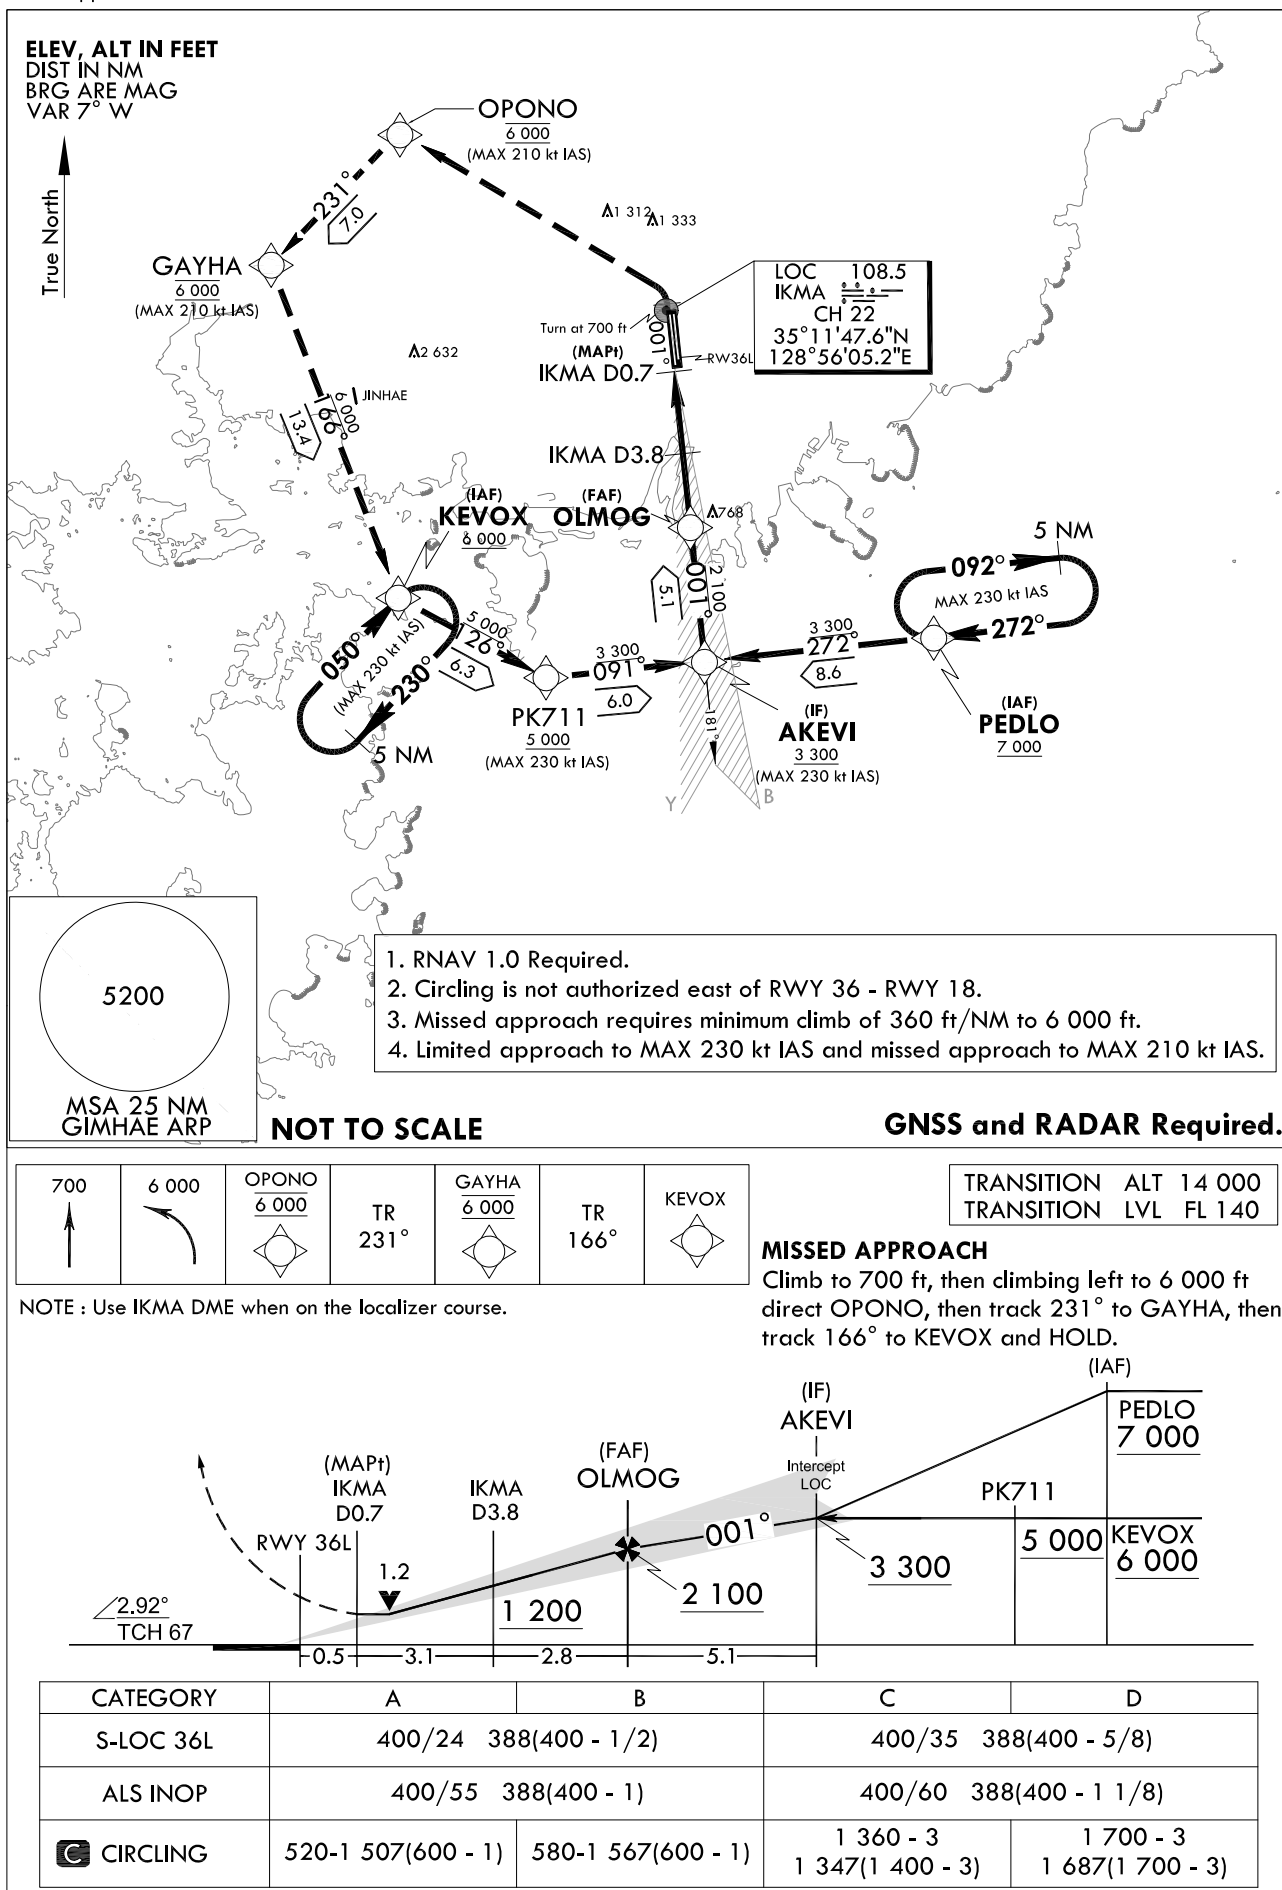 ELEV, ALT IN FEET
DIST IN NM
BRG ARE MAG
VAR 7° W
True North
OPONO
6 000
(MAX 210 kt IAS)
231°
7.0
GAYHA
6 000
(MAX 210 kt IAS)
1 312
1 333
2 632
768
LOC 108.5
IKMA
CH 22
35°11'47.6"N
128°56'05.2"E
Turn at 700 ft
(MAPt)
IKMA D0.7
001°
RW36L
JINHAE
6 000
166°
13.4
IKMA D3.8
(IAF)
KEVOX
6 000
(FAF)
OLMOG
5.1
001°
2 100
5 NM
092°
MAX 230 kt IAS
272°
050°
(MAX 230 kt IAS)
230°
5 NM
5 000
126°
6.3
PK711
5 000
(MAX 230 kt IAS)
3 300
091°
6.0
3 300
272°
8.6
181°
(IF)
AKEVI
3 300
(MAX 230 kt IAS)
(IAF)
PEDLO
7 000
Y
B
5200
MSA 25 NM
GIMHAE ARP
1. RNAV 1.0 Required.
2. Circling is not authorized east of RWY 36 - RWY 18.
3. Missed approach requires minimum climb of 360 ft/NM to 6 000 ft.
4. Limited approach to MAX 230 kt IAS and missed approach to MAX 210 kt IAS.
NOT TO SCALE
GNSS and RADAR Required.
700
6 000
OPONO
6 000
TR
231°
GAYHA
6 000
TR
166°
KEVOX
TRANSITION ALT 14 000
TRANSITION LVL FL 140
NOTE : Use IKMA DME when on the localizer course.
MISSED APPROACH
Climb to 700 ft, then climbing left to 6 000 ft
direct OPONO, then track 231° to GAYHA, then
track 166° to KEVOX and HOLD.
(IAF)
PEDLO
7 000
(IF)
AKEVI
Intercept
LOC
(FAF)
OLMOG
(MAPt)
IKMA
D0.7
IKMA
D3.8
PK711
RWY 36L
001°
5 000
KEVOX
6 000
3 300
2 100
1.2
1 200
2.92°
TCH 67
0.5
3.1
2.8
5.1
CATEGORY A B C D
S-LOC 36L 400/24 388(400 - 1/2) 400/35 388(400 - 5/8)
ALS INOP 400/55 388(400 - 1) 400/60 388(400 - 1 1/8)
C CIRCLING 520-1 507(600 - 1) 580-1 567(600 - 1) 1 360 - 3 1 700 - 3
1 347(1 400 - 3) 1 687(1 700 - 3)